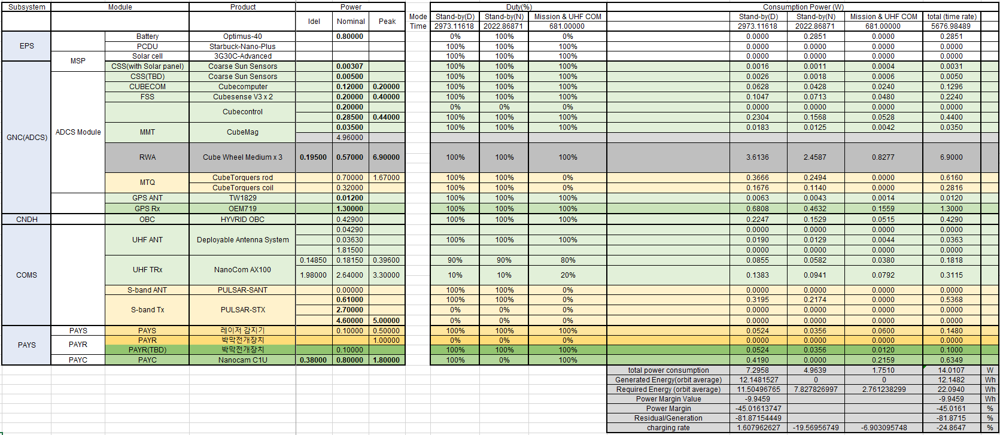 Subsystem Module Product Power Duty(%) Consumption Power (W)
Idel Nominal Peak Mode Stand-by(D) Stand-by(N) Mission & UHF COM Stand-by(D) Stand-by(N) Mission & UHF COM total (time rate)
Time 2973.11618 2022.86871 681.00000 2973.11618 2022.86871 681.00000 5676.98489
EPS Battery Optimus-40 0.80000 0% 100% 0% 0.0000 0.2851 0.0000 0.2851
PCDU Starbuck-Nano-Plus 100% 100% 100% 0.0000 0.0000 0.0000 0.0000
MSP Solar cell 3G30C-Advanced 100% 100% 100% 0.0000 0.0000 0.0000 0.0000
GNC(ADCS) CSS(with Solar panel) Coarse Sun Sensors 0.00307 100% 100% 100% 0.0016 0.0011 0.0004 0.0031
ADCS Module CSS(TBD) Coarse Sun Sensors 0.00500 100% 100% 100% 0.0026 0.0018 0.0006 0.0050
CUBECOM Cubecomputer 0.12000 0.20000 100% 100% 100% 0.0628 0.0428 0.0240 0.1296
FSS Cubesense V3 x 2 0.20000 0.40000 100% 100% 100% 0.1047 0.0713 0.0480 0.2240
Cubecontrol 0.20000 0% 0% 0% 0.0000 0.0000 0.0000 0.0000
0.28500 0.44000 100% 100% 100% 0.2304 0.1568 0.0528 0.4400
MMT CubeMag 0.03500 100% 100% 100% 0.0183 0.0125 0.0042 0.0350
4.96000
RWA Cube Wheel Medium x 3 0.19500 0.57000 6.90000 100% 100% 100% 3.6136 2.4587 0.8277 6.9000
MTQ CubeTorquers rod 0.70000 1.67000 100% 100% 0% 0.3666 0.2494 0.0000 0.6160
CubeTorquers coil 0.32000 100% 100% 0% 0.1676 0.1140 0.0000 0.2816
GPS ANT TW1829 0.01200 100% 100% 100% 0.0063 0.0043 0.0014 0.0120
GPS Rx OEM719 1.30000 100% 100% 100% 0.6808 0.4632 0.1559 1.3000
CNDH OBC HYVRID OBC 0.42900 100% 100% 100% 0.2247 0.1529 0.0515 0.4290
COMS UHF ANT Deployable Antenna System 0.04290 0.0000 0.0000 0.0000 0.0000
0.03630 100% 100% 100% 0.0190 0.0129 0.0044 0.0363
1.81500 0.0000 0.0000 0.0000 0.0000
UHF TRx NanoCom AX100 0.14850 0.18150 0.39600 90% 90% 80% 0.0855 0.0582 0.0380 0.1818
1.98000 2.64000 3.30000 10% 10% 20% 0.1383 0.0941 0.0792 0.3115
S-band ANT PULSAR-SANT 0.00000 100% 100% 0% 0.0000 0.0000 0.0000 0.0000
S-band Tx PULSAR-STX 0.61000 100% 100% 0% 0.3195 0.2174 0.0000 0.5368
2.70000 0% 0% 0% 0.0000 0.0000 0.0000 0.0000
4.60000 5.00000 0% 0% 0% 0.0000 0.0000 0.0000 0.0000
PAYS PAYS PAYS 레이저 감지기 0.10000 0.50000 100% 100% 100% 0.0524 0.0356 0.0600 0.1480
PAYR PAYR 박막전개장치 1.00000 0% 0% 0% 0.0000 0.0000 0.0000 0.0000
PAYR(TBD) 박막전개장치 0.10000 100% 100% 100% 0.0524 0.0356 0.0120 0.1000
PAYC PAYC Nanocam C1U 0.38000 0.80000 1.80000 100% 0% 100% 0.4190 0.0000 0.2159 0.6349
total power consumption 7.2958 4.9639 1.7510 14.0107 W
Generated Energy(orbit average) 12.1481527 0 0 12.1482 Wh
Required Energy (orbit average) 11.50496765 7.827826997 2.761238299 22.0940 Wh
Power Margin Value -9.9459 -9.9459 Wh
Power Margin -45.01613747 -45.0161 %
Residual/Generation -81.87154449 -81.8715 %
charging rate 1.607962627 -19.56956749 -6.903095748 -24.8647 %